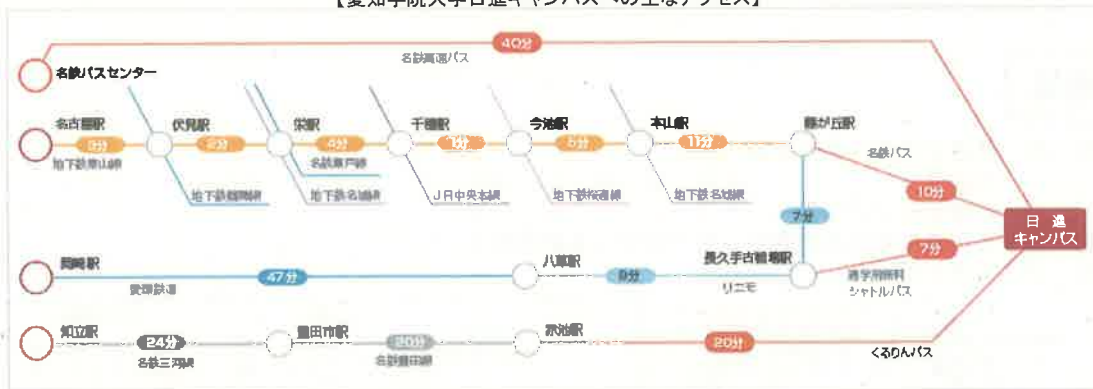 【愛知学院大学日進キャンパスへの主なアクセス】
40分
名鉄高速バス
名鉄バスセンター
名古屋駅 伏見駅 栄駅 千種駅 今池駅 本山駅 藤が丘駅
3分 2分 4分 1分 5分 11分
名鉄バス
地下鉄東山線
名鉄瀬戸線
地下鉄鶴舞線 地下鉄名城線 JR中央本線 地下鉄桜通線 地下鉄名城線
10分
7分
日進
キャンパス
岡崎駅 八草駅 長久手古戦場駅
7分
47分
愛環鉄道
リニモ
通学用無料
シャトルバス
知立駅 豊田市駅 赤池駅
24分 20分 20分
名鉄三河線 名鉄豊田線
くるりんバス